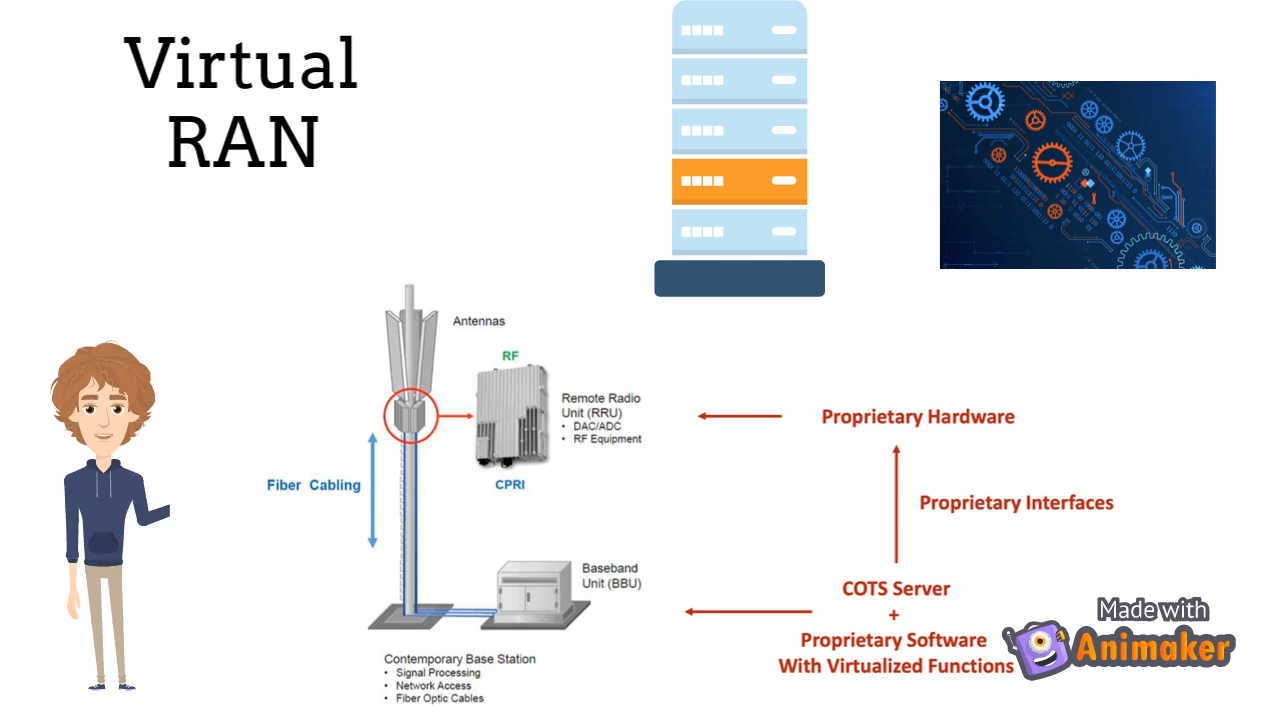 Virtual
RAN
Antennas
RF
Remote Radio
Unit (RRU)
• DAC/ADC
• RF Equipment
CPRI
Fiber Cabling
Baseband
Unit (BBU)
Contemporary Base Station
• Signal Processing
• Network Access
• Fiber Optic Cables
Proprietary Hardware
Proprietary Interfaces
COTS Server
+
Proprietary Software
With Virtualized Functions
Made with
Animaker